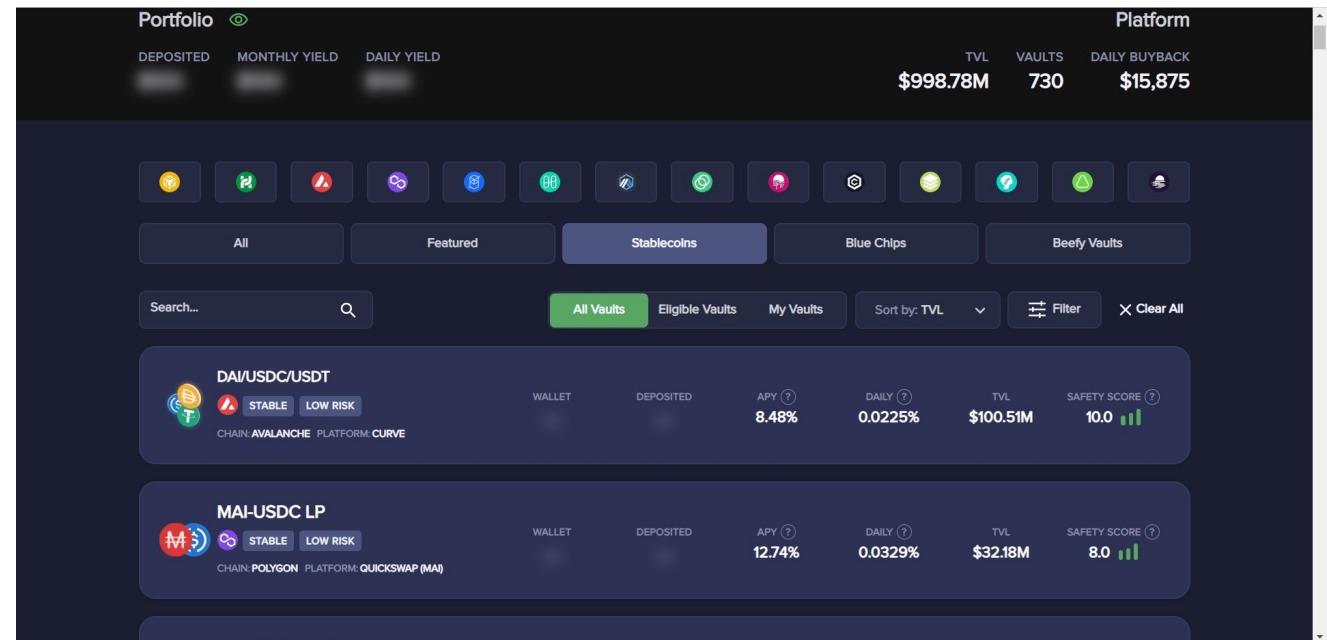 Portfolio Platform
DEPOSITED MONTHLY YIELD DAILY YIELD TVL VAULTS DAILY BUYBACK
$998.78M 730 $15,875
All Featured Stablecoins Blue Chips Beefy Vaults
Search... All Vaults Eligible Vaults My Vaults Sort by: TVL Filter Clear All
DAI/USDC/USDT
WALLET DEPOSITED APY ? DAILY ? TVL SAFETY SCORE ?
STABLE LOW RISK 8.48% 0.0225% $100.51M 10.0
CHAIN: AVALANCHE PLATFORM: CURVE
MAI-USDC LP
WALLET DEPOSITED APY ? DAILY ? TVL SAFETY SCORE ?
STABLE LOW RISK 12.74% 0.0329% $32.18M 8.0
CHAIN: POLYGON PLATFORM: QUICKSWAP (MAI)